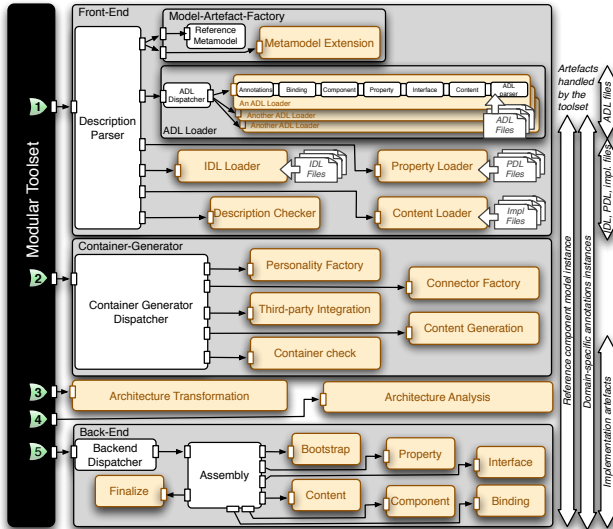 Front-End
Model-Artefact-Factory
Reference
Metamodel
Metamodel Extension
Artefacts
handled
by the
toolset
ADL files
ADL
Dispatcher
Annotations
Binding
Component
Property
Interface
Content
ADL
parser
An ADL Loader
Another ADL Loader
Another ADL Loader
ADL Loader
ADL
Files
1
Description
Parser
IDL Loader
IDL
Files
Property Loader
PDL
Files
IDL, PDL, Impl. files
Description Checker
Content Loader
Impl
Files
Modular Toolset
Container-Generator
2
Container Generator
Dispatcher
Personality Factory
Connector Factory
Third-party Integration
Content Generation
Container check
Reference component model instance
Domain-specific annotations instances
Implementation artefacts
3
Architecture Transformation
4
Architecture Analysis
Back-End
5
Backend
Dispatcher
Assembly
Bootstrap
Property
Interface
Finalize
Content
Component
Binding